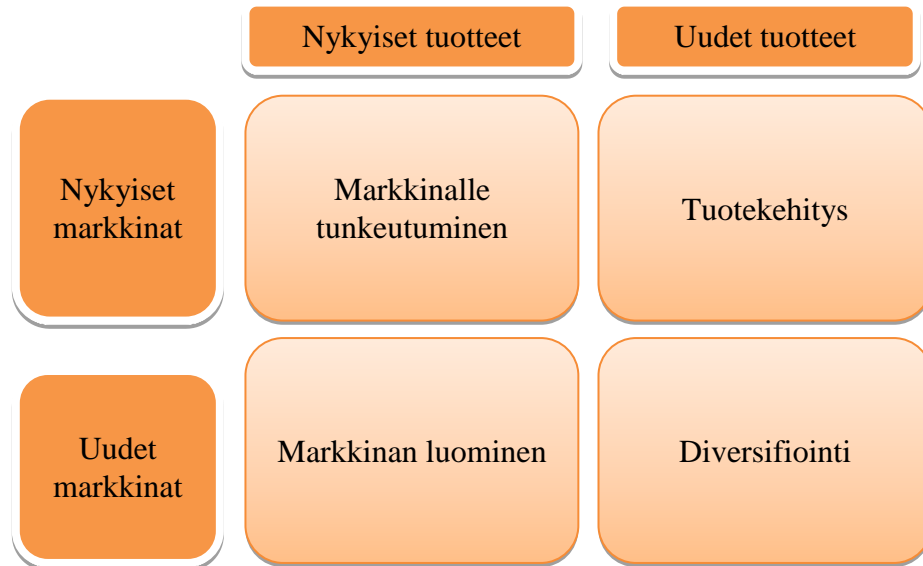 Nykyiset tuotteet
Uudet tuotteet
Nykyiset
markkinat
Markkinalle
tunkeutuminen
Tuotekehitys
Uudet
markkinat
Markkinan luominen
Diversifiointi